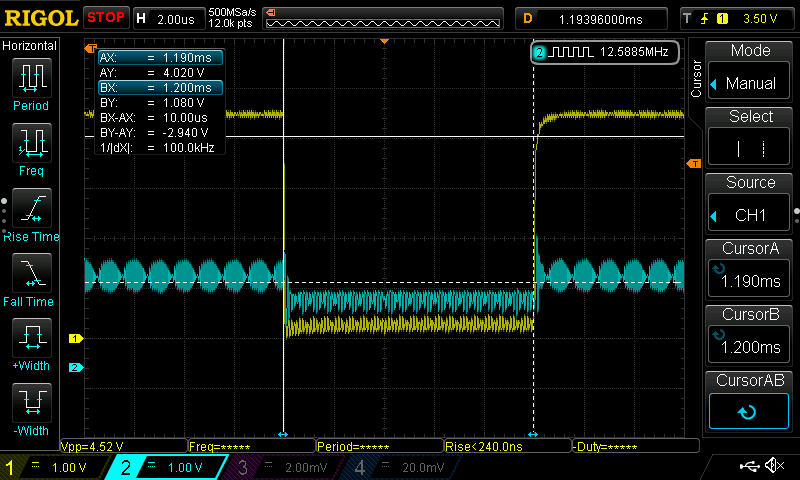 RIGOL STOP H 2.00us 500MSa/s 12.0k pts D 1.19396000ms T 1 3.50 V
Horizontal
Period
Freq
Rise Time
Fall Time
+Width
-Width
T
AX: = 1.190ms
AY: = 4.020 V
BX: = 1.200ms
BY: = 1.080 V
BX-AX: = 10.00us
BY-AY: = -2.940 V
1/|dX|: = 100.0kHz
2 12.5885MHz
T
1
2
Cursor
Mode
Manual
Select
Source
CH1
CursorA
1.190ms
CursorB
1.200ms
CursorAB
Vpp=4.52 V Freq=***** Period=***** Rise<240.0ns -Duty=*****
1 = 1.00 V 2 = 1.00 V 3 = 2.00mV 4 = 20.0mV